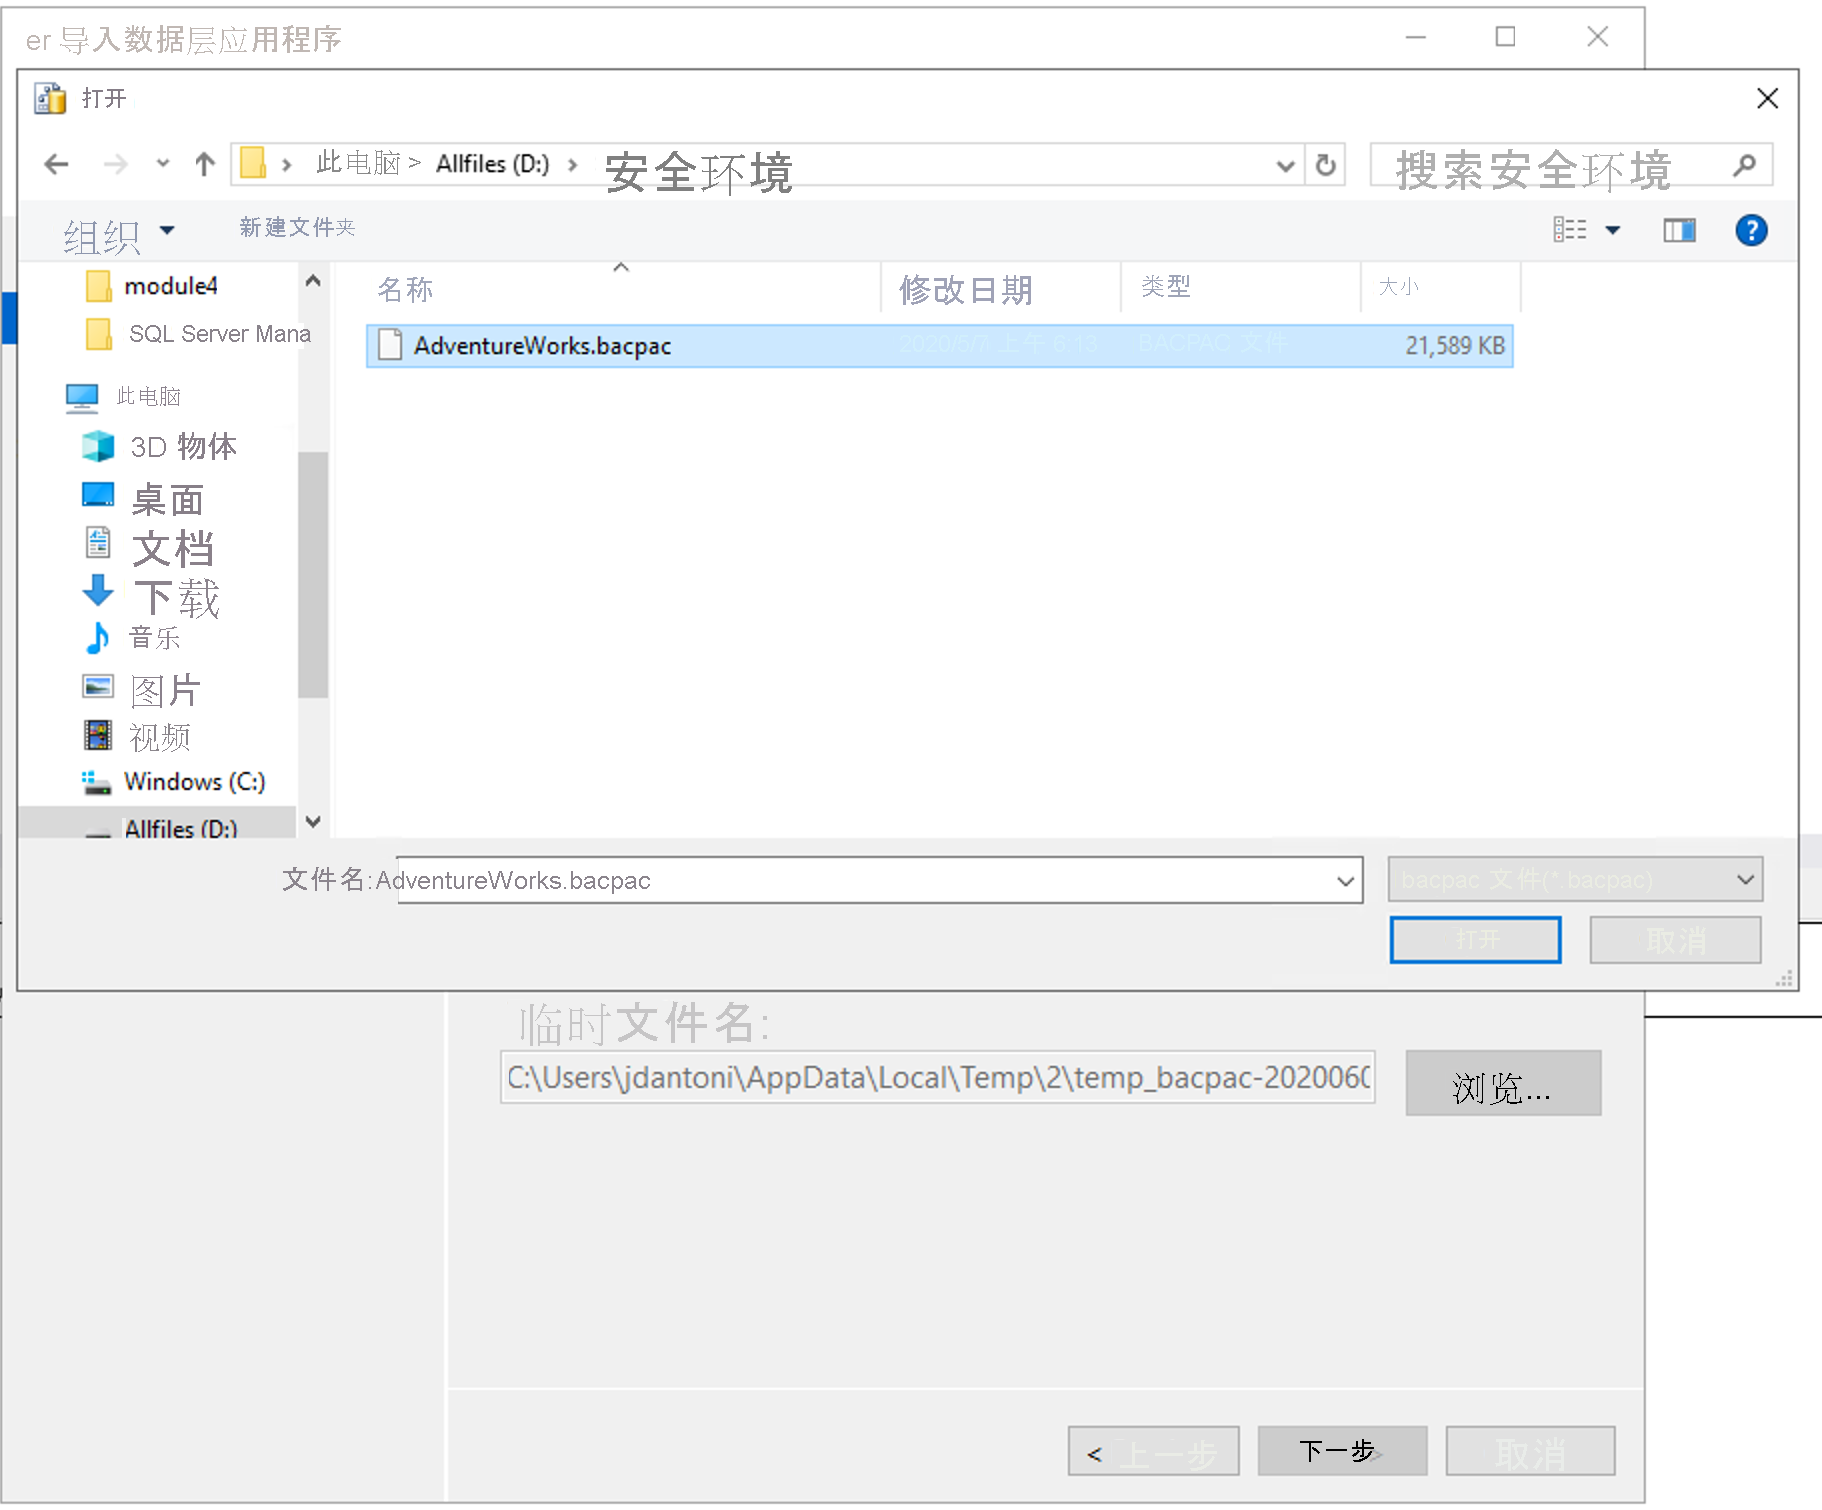 er 导入数据层应用程序
打开
此电脑 > Allfiles (D:) > 安全环境
搜索安全环境
组织
新建文件夹
名称 修改日期 类型 大小
AdventureWorks.bacpac 2020/5/7 上午 6:13 BACPAC 文件 21,589 KB
module4
SQL Server Mana
此电脑
3D 物体
桌面
文档
下载
音乐
图片
视频
Windows (C:)
Allfiles (D:)
文件名:AdventureWorks.bacpac
bacpac 文件(*.bacpac)
打开 取消
临时文件名:
C:\Users\jdantoni\AppData\Local\Temp\2\temp_bacpac-2020060
浏览...
< 上一步 下一步> 取消